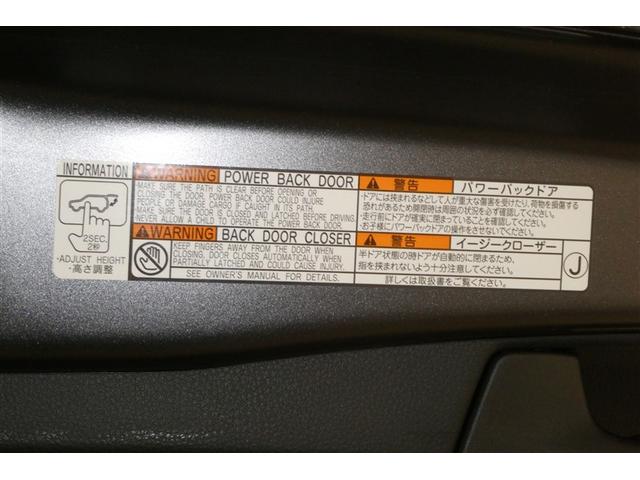 INFORMATION
2SEC.
2秒
・ADJUST HEIGHT
・高さ調整
WARNING POWER BACK DOOR
・MAKE SURE THE PATH IS CLEAR BEFORE OPENING OR
CLOSING THE DOOR. POWER BACK DOOR COULD INJURE
PEOPLE OR DAMAGE CARGO IF CAUGHT IN ITS PATH.
・MAKE SURE THE DOOR IS CLOSED AND LATCHED BEFORE DRIVING.
・NEVER ALLOW A CHILD TO OPERATE THE POWER BACK DOOR.
WARNING BACK DOOR CLOSER
KEEP FINGERS AWAY FROM THE DOOR WHEN
CLOSING. DOOR CLOSES AUTOMATICALLY WHEN
PARTIALLY LATCHED AND COULD CAUSE INJURY.
SEE OWNER'S MANUAL FOR DETAILS.
警告 パワーバックドア
・ドアには挟まれるなどして人が重大な傷害を受けたり、荷物を損傷する
恐れがあるため開閉時は周囲の状況を必ず確認してください。
・走行前にドアが確実に閉まっていることを確認してください。
・お子様にパワーバックドアの操作をさせないでください。
警告 イージークローザー
半ドア状態の時ドアが自動的に閉まるため、
指を挟まれないよう十分注意してください。
詳しくは取扱書をご覧ください。
J